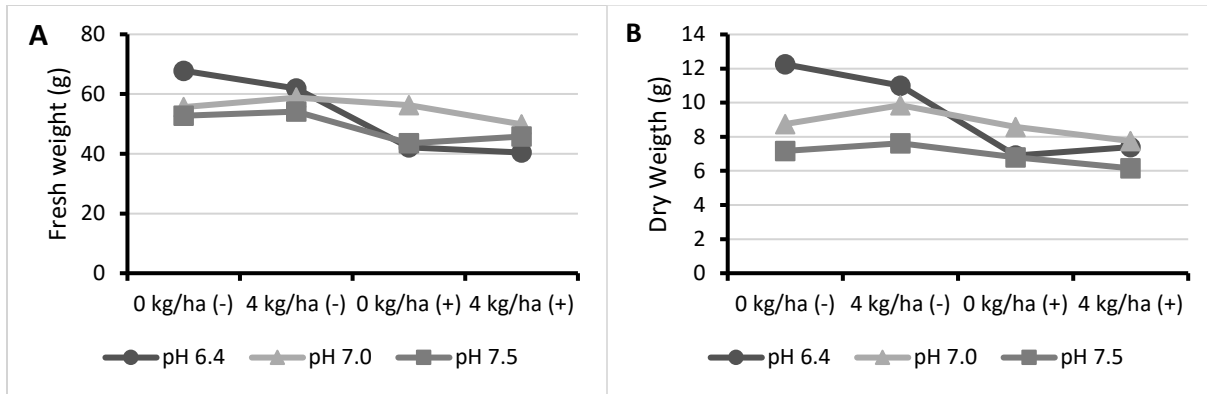 A
Fresh weight (g)
80
60
40
20
0
0 kg/ha (-) 4 kg/ha (-) 0 kg/ha (+) 4 kg/ha (+)
pH 6.4 pH 7.0 pH 7.5
B
Dry Weigth (g)
14
12
10
8
6
4
2
0
0 kg/ha (-) 4 kg/ha (-) 0 kg/ha (+) 4 kg/ha (+)
pH 6.4 pH 7.0 pH 7.5